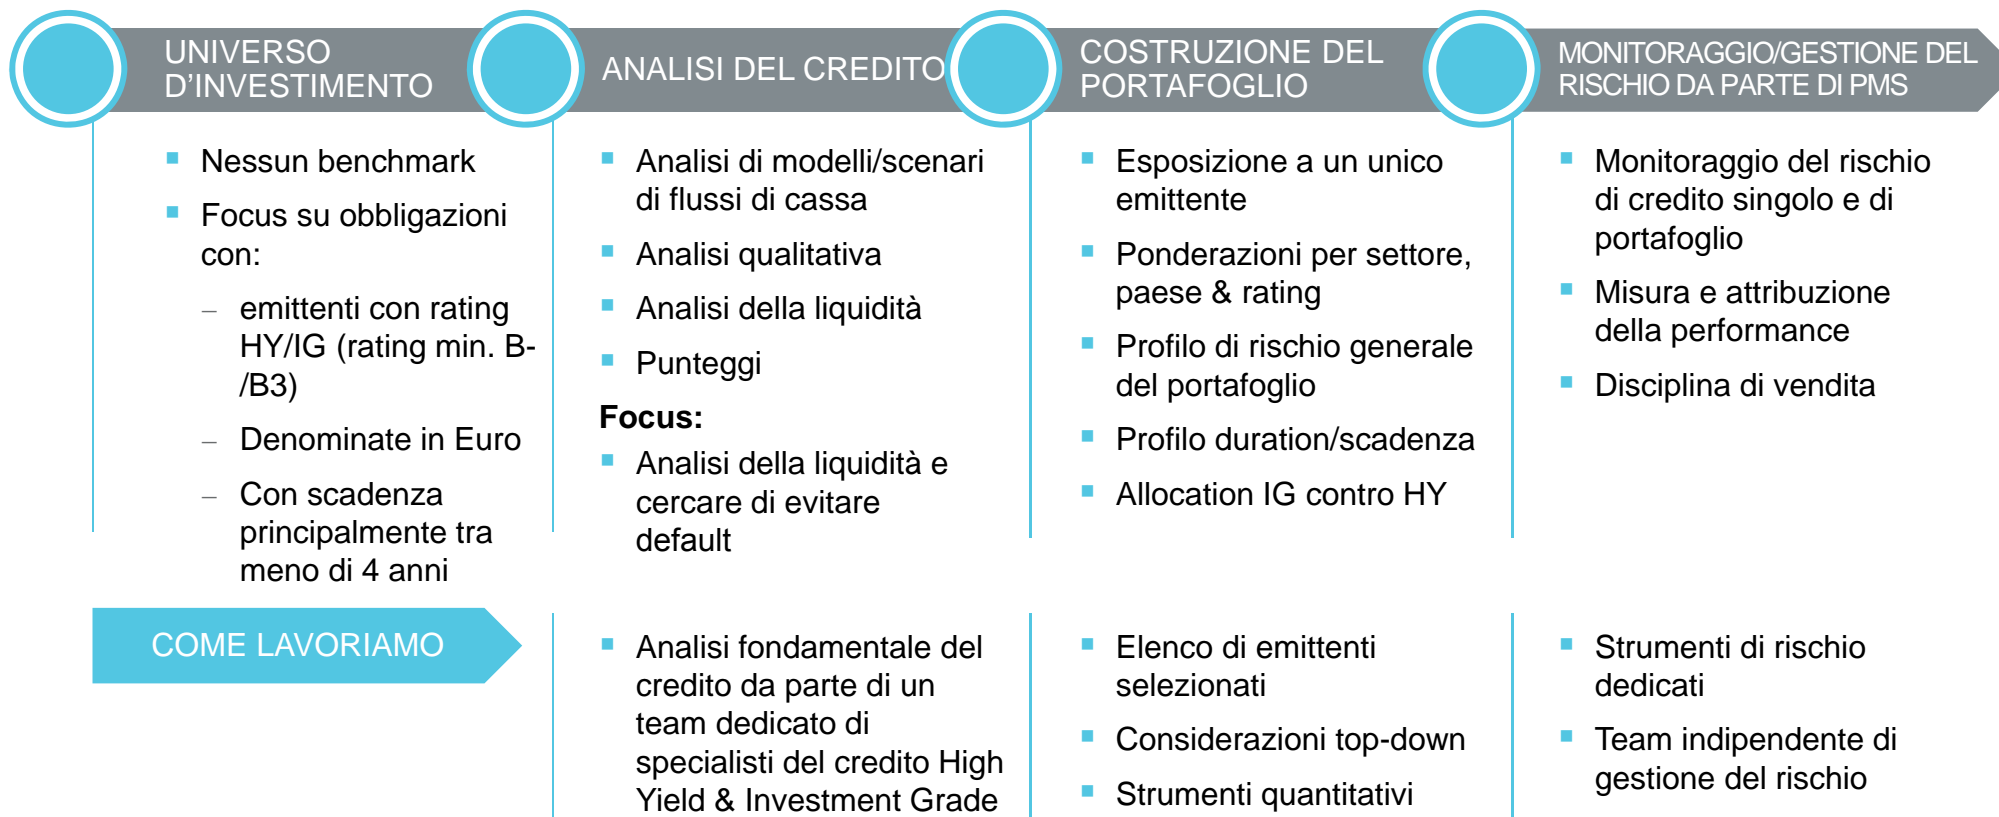 UNIVERSO
D'INVESTIMENTO
Nessun benchmark
Focus su obbligazioni
con:
– emittenti con rating
HY/IG (rating min. B-
/B3)
– Denominate in Euro
– Con scadenza
principalmente tra
meno di 4 anni
ANALISI DEL CREDITO
Analisi di modelli/scenari
di flussi di cassa
Analisi qualitativa
Analisi della liquidità
Punteggi
Focus:
Analisi della liquidità e
cercare di evitare
default
COSTRUZIONE DEL
PORTAFOGLIO
Esposizione a un unico
emittente
Ponderazioni per settore,
paese & rating
Profilo di rischio generale
del portafoglio
Profilo duration/scadenza
Allocation IG contro HY
MONITORAGGIO/GESTIONE DEL
RISCHIO DA PARTE DI PMS
Monitoraggio del rischio
di credito singolo e di
portafoglio
Misura e attribuzione
della performance
Disciplina di vendita
COME LAVORIAMO
Analisi fondamentale del
credito da parte di un
team dedicato di
specialisti del credito High
Yield & Investment Grade
Elenco di emittenti
selezionati
Considerazioni top-down
Strumenti quantitativi
Strumenti di rischio
dedicati
Team indipendente di
gestione del rischio